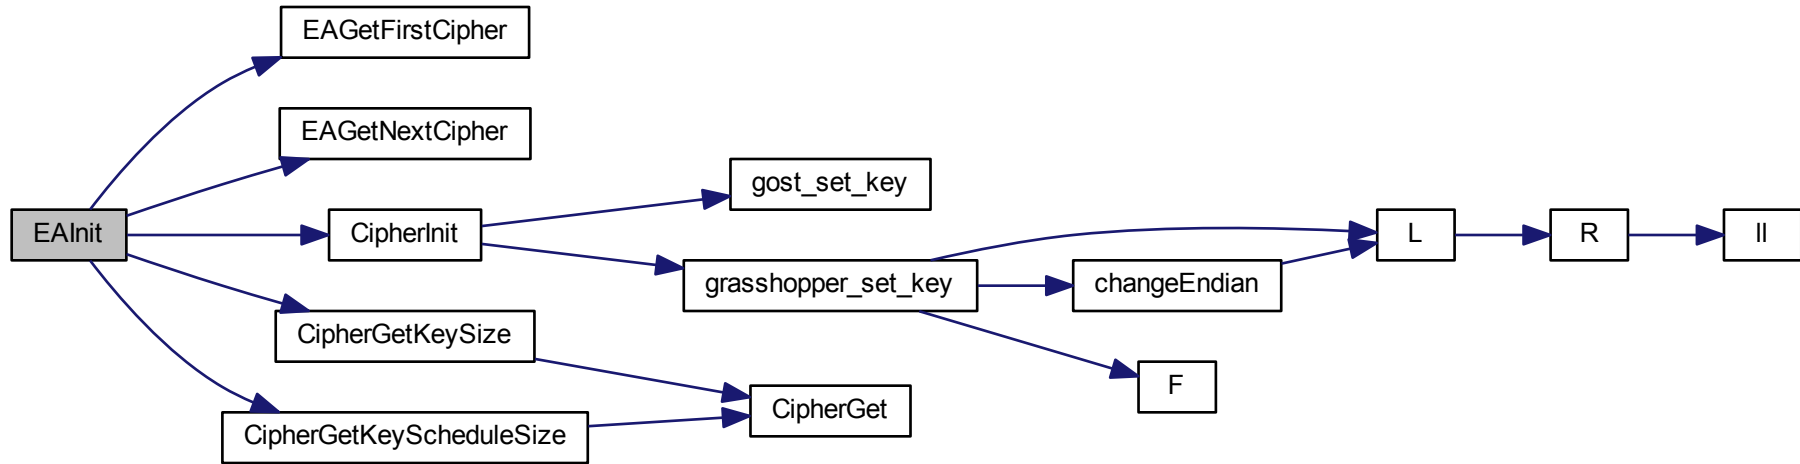 EAGetFirstCipher
EAGetNextCipher
gost_set_key
EAInit
CipherInit
L
R
ll
grasshopper_set_key
changeEndian
CipherGetKeySize
F
CipherGet
CipherGetKeyScheduleSize